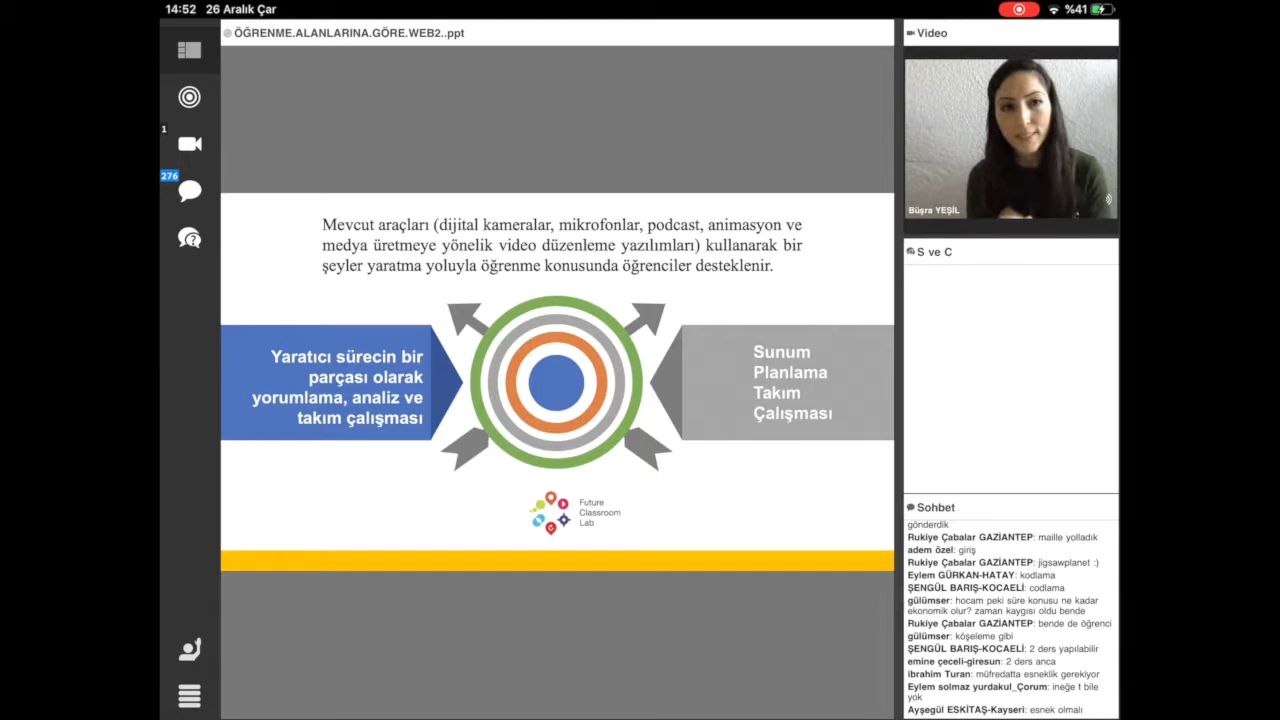 14:52 26 Aralık Çar
%41
ÖĞRENME.ALANLARINA.GÖRE.WEB2..ppt
1
276
Mevcut araçları (dijital kameralar, mikrofonlar, podcast, animasyon ve
medya üretmeye yönelik video düzenleme yazılımları) kullanarak bir
şeyler yaratma yoluyla öğrenme konusunda öğrenciler desteklenir.
Yaratıcı sürecin bir
parçası olarak
yorumlama, analiz ve
takım çalışması
Sunum
Planlama
Takım
Çalışması
Future
Classroom
Lab
Video
Büşra YEŞİL
S ve C
Sohbet
gönderdik
Rukiye Çabalar GAZİANTEP: maille yolladık
adem özel: giriş
Rukiye Çabalar GAZİANTEP: jigsawplanet :)
Eylem GÜRKAN-HATAY: kodlama
ŞENGÜL BARIŞ-KOCAELİ: codlama
gülümser: hocam peki süre konusu ne kadar
ekonomik olur? zaman kaygısı oldu bende
Rukiye Çabalar GAZİANTEP: bende de öğrenci
gülümser: köşeleme gibi
ŞENGÜL BARIŞ-KOCAELİ: 2 ders yapılabilir
emine çeceli-giresun: 2 ders anca
ibrahim Turan: müfredatta esneklik gerekiyor
Eylem solmaz yurdakul_Çorum: ineğe t bile
yok
Ayşegül ESKİTAŞ-Kayseri: esnek olmalı